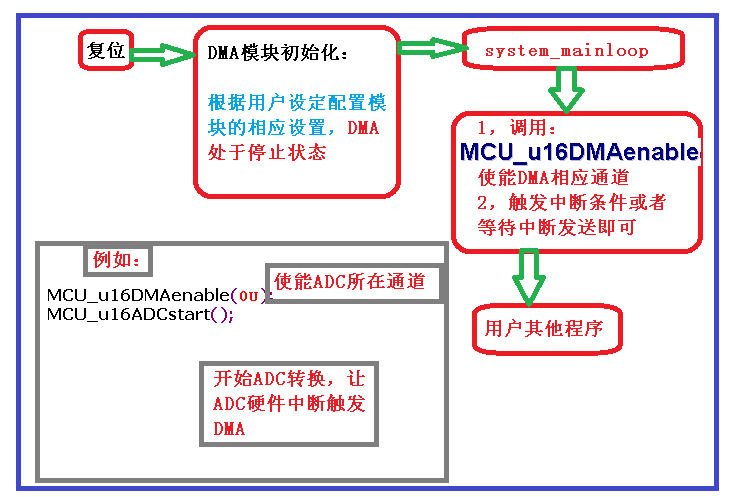 复位
DMA模块初始化：
根据用户设定配置模
块的相应设置，DMA
处于停止状态
system_mainloop
1，调用：
MCU_u16DMAenable
使能DMA相应通道
2，触发中断条件或者
等待中断发送即可
用户其他程序
例如：
使能ADC所在通道
MCU_u16DMAenable(0U);
MCU_u16ADCstart();
开始ADC转换，让
ADC硬件中断触发
DMA